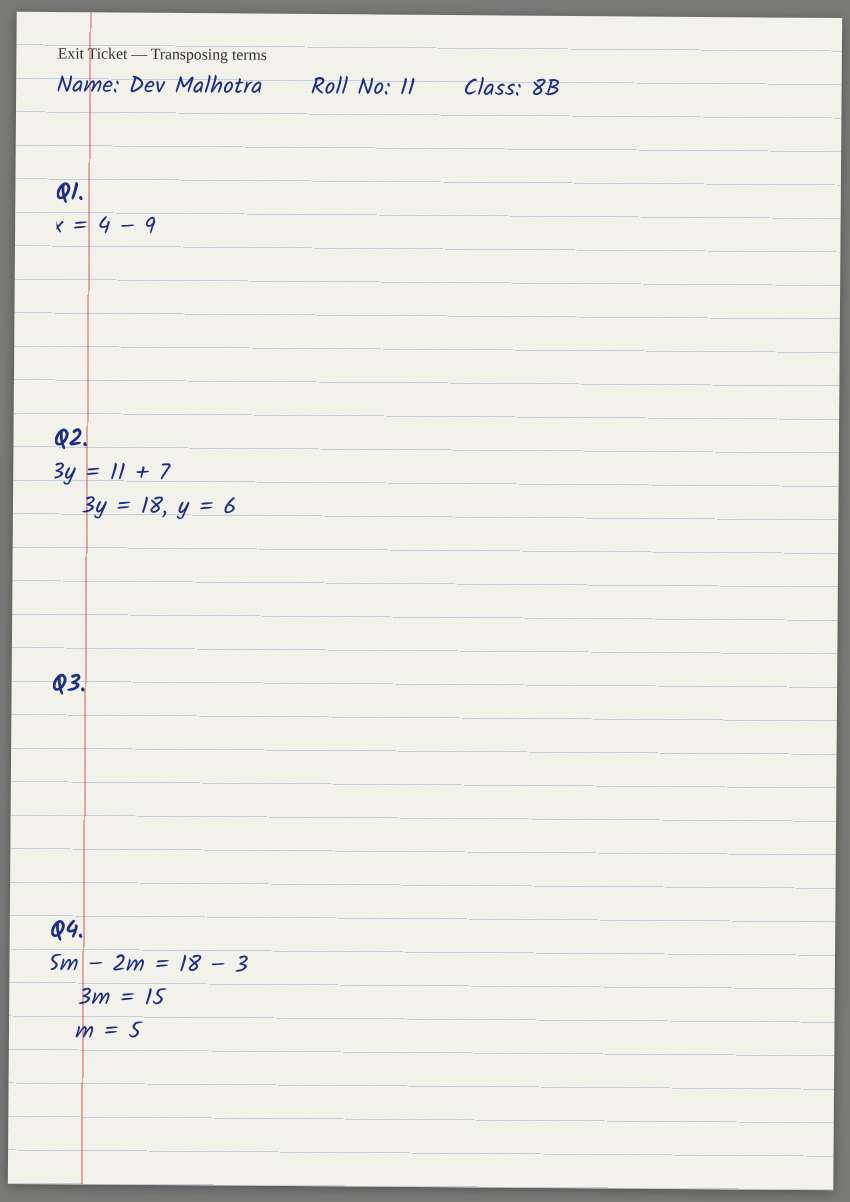 Exit Ticket — Transposing terms
Name: Dev Malhotra Roll No: 11 Class: 8B
Q1.
x = 4 − 9
Q2.
3y = 11 + 7
3y = 18, y = 6
Q3.
Q4.
5m − 2m = 18 − 3
3m = 15
m = 5